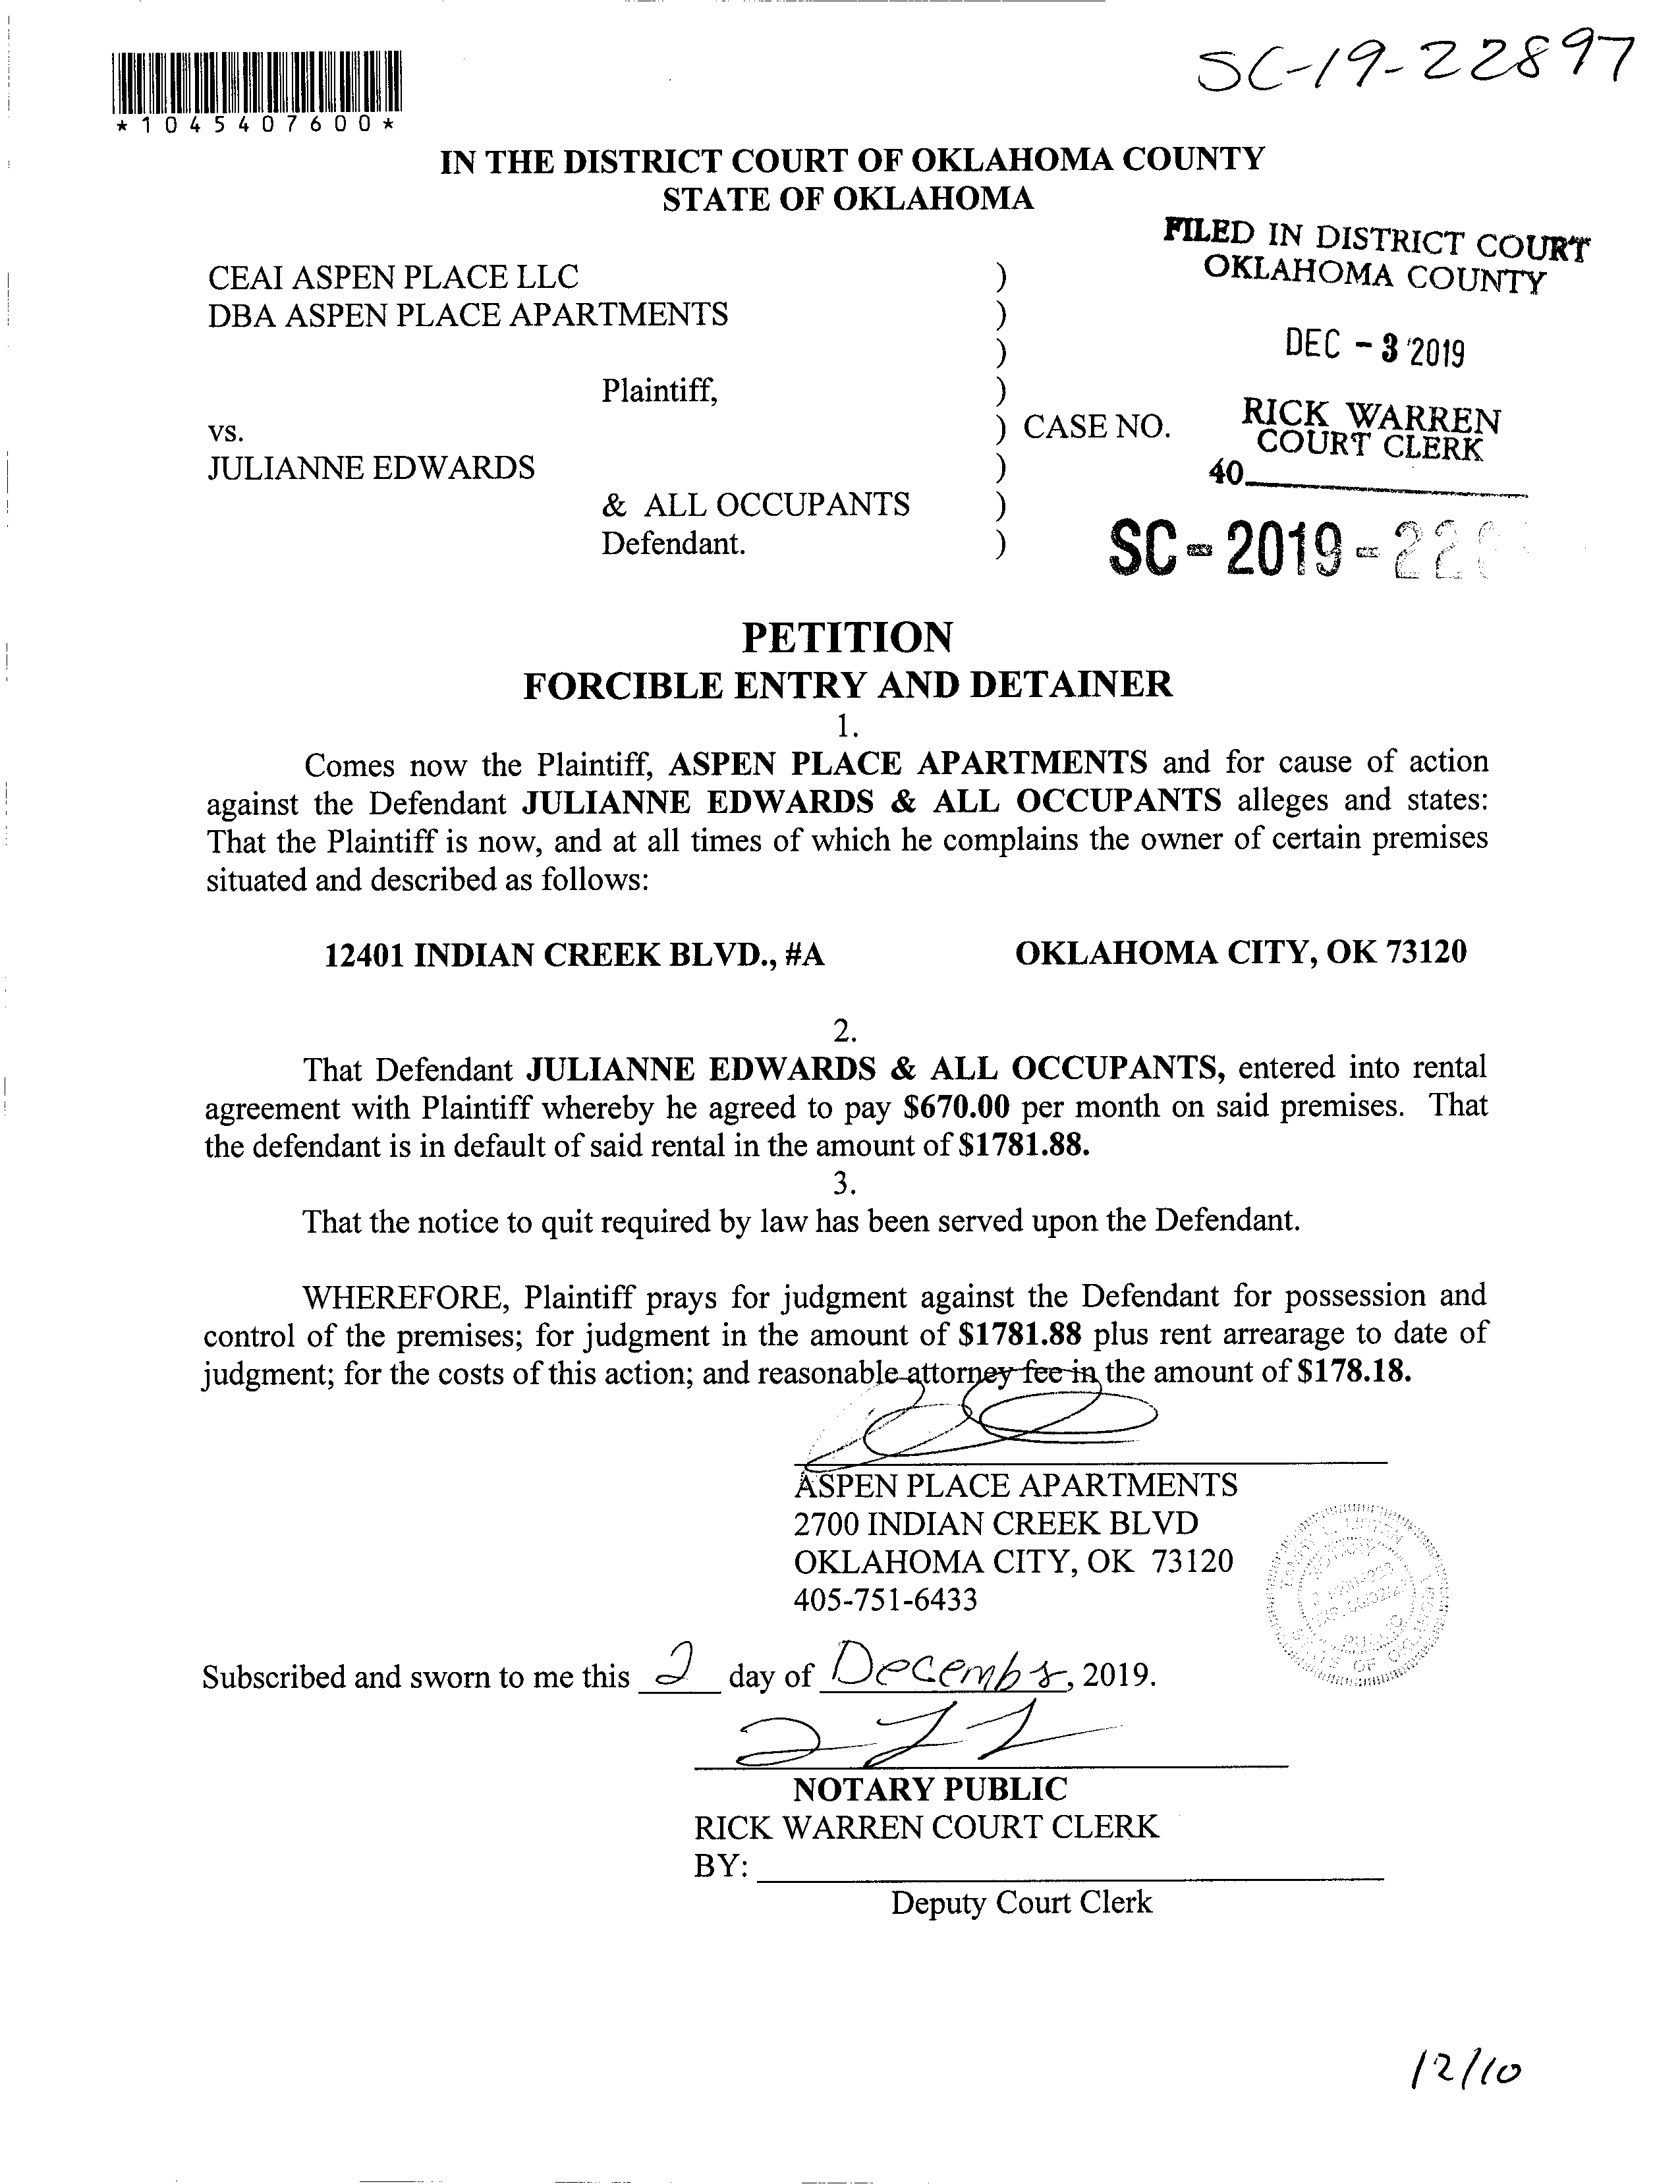 SC-19-22897
*1045407600*
IN THE DISTRICT COURT OF OKLAHOMA COUNTY
STATE OF OKLAHOMA
FILED IN DISTRICT COURT
OKLAHOMA COUNTY
CEAI ASPEN PLACE LLC )
DBA ASPEN PLACE APARTMENTS )
DEC - 3 2019
)
Plaintiff, )
RICK WARREN
vs. ) CASE NO.
COURT CLERK
JULIANNE EDWARDS )
40
& ALL OCCUPANTS )
Defendant. )
SC-2019-22
PETITION
FORCIBLE ENTRY AND DETAINER
1.
Comes now the Plaintiff, ASPEN PLACE APARTMENTS and for cause of action
against the Defendant JULIANNE EDWARDS & ALL OCCUPANTS alleges and states:
That the Plaintiff is now, and at all times of which he complains the owner of certain premises
situated and described as follows:
12401 INDIAN CREEK BLVD., #A OKLAHOMA CITY, OK 73120
2.
That Defendant JULIANNE EDWARDS & ALL OCCUPANTS, entered into rental
agreement with Plaintiff whereby he agreed to pay $670.00 per month on said premises. That
the defendant is in default of said rental in the amount of $1781.88.
3.
That the notice to quit required by law has been served upon the Defendant.
WHEREFORE, Plaintiff prays for judgment against the Defendant for possession and
control of the premises; for judgment in the amount of $1781.88 plus rent arrearage to date of
judgment; for the costs of this action; and reasonable attorney fee in the amount of $178.18.
ASPEN PLACE APARTMENTS
2700 INDIAN CREEK BLVD
OKLAHOMA CITY, OK 73120
405-751-6433
Subscribed and sworn to me this 2 day of December, 2019.
NOTARY PUBLIC
RICK WARREN COURT CLERK
BY:
Deputy Court Clerk
12/10